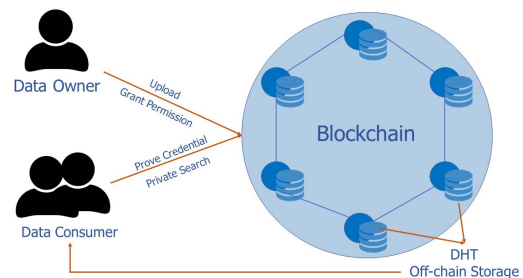 Data Owner
Upload
Grant Permission
Blockchain
Prove Credential
Private Search
Data Consumer
DHT
Off-chain Storage